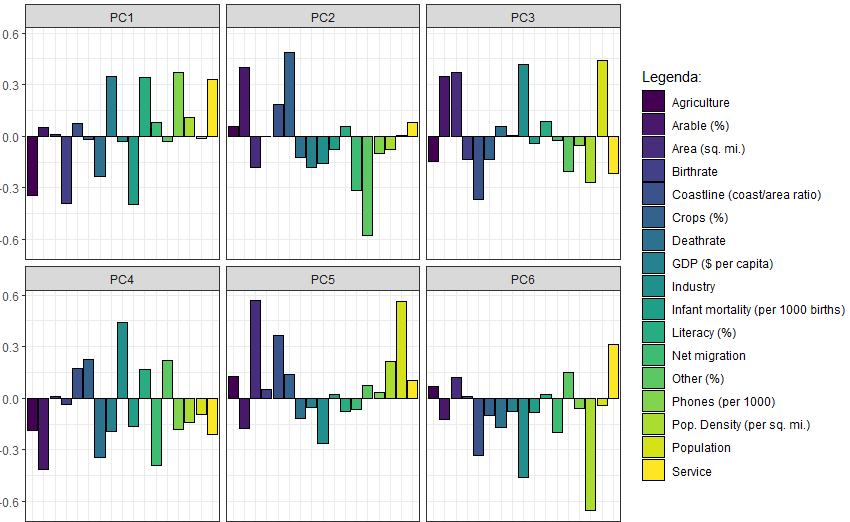 PC1
PC2
PC3
0.6
0.3
0.0
-0.3
-0.6
PC4
PC5
PC6
0.6
0.3
0.0
-0.3
-0.6
Legenda:
Agriculture
Arable (%)
Area (sq. mi.)
Birthrate
Coastline (coast/area ratio)
Crops (%)
Deathrate
GDP ($ per capita)
Industry
Infant mortality (per 1000 births)
Literacy (%)
Net migration
Other (%)
Phones (per 1000)
Pop. Density (per sq. mi.)
Population
Service